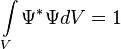 ∫_V Ψ*Ψ dV = 1